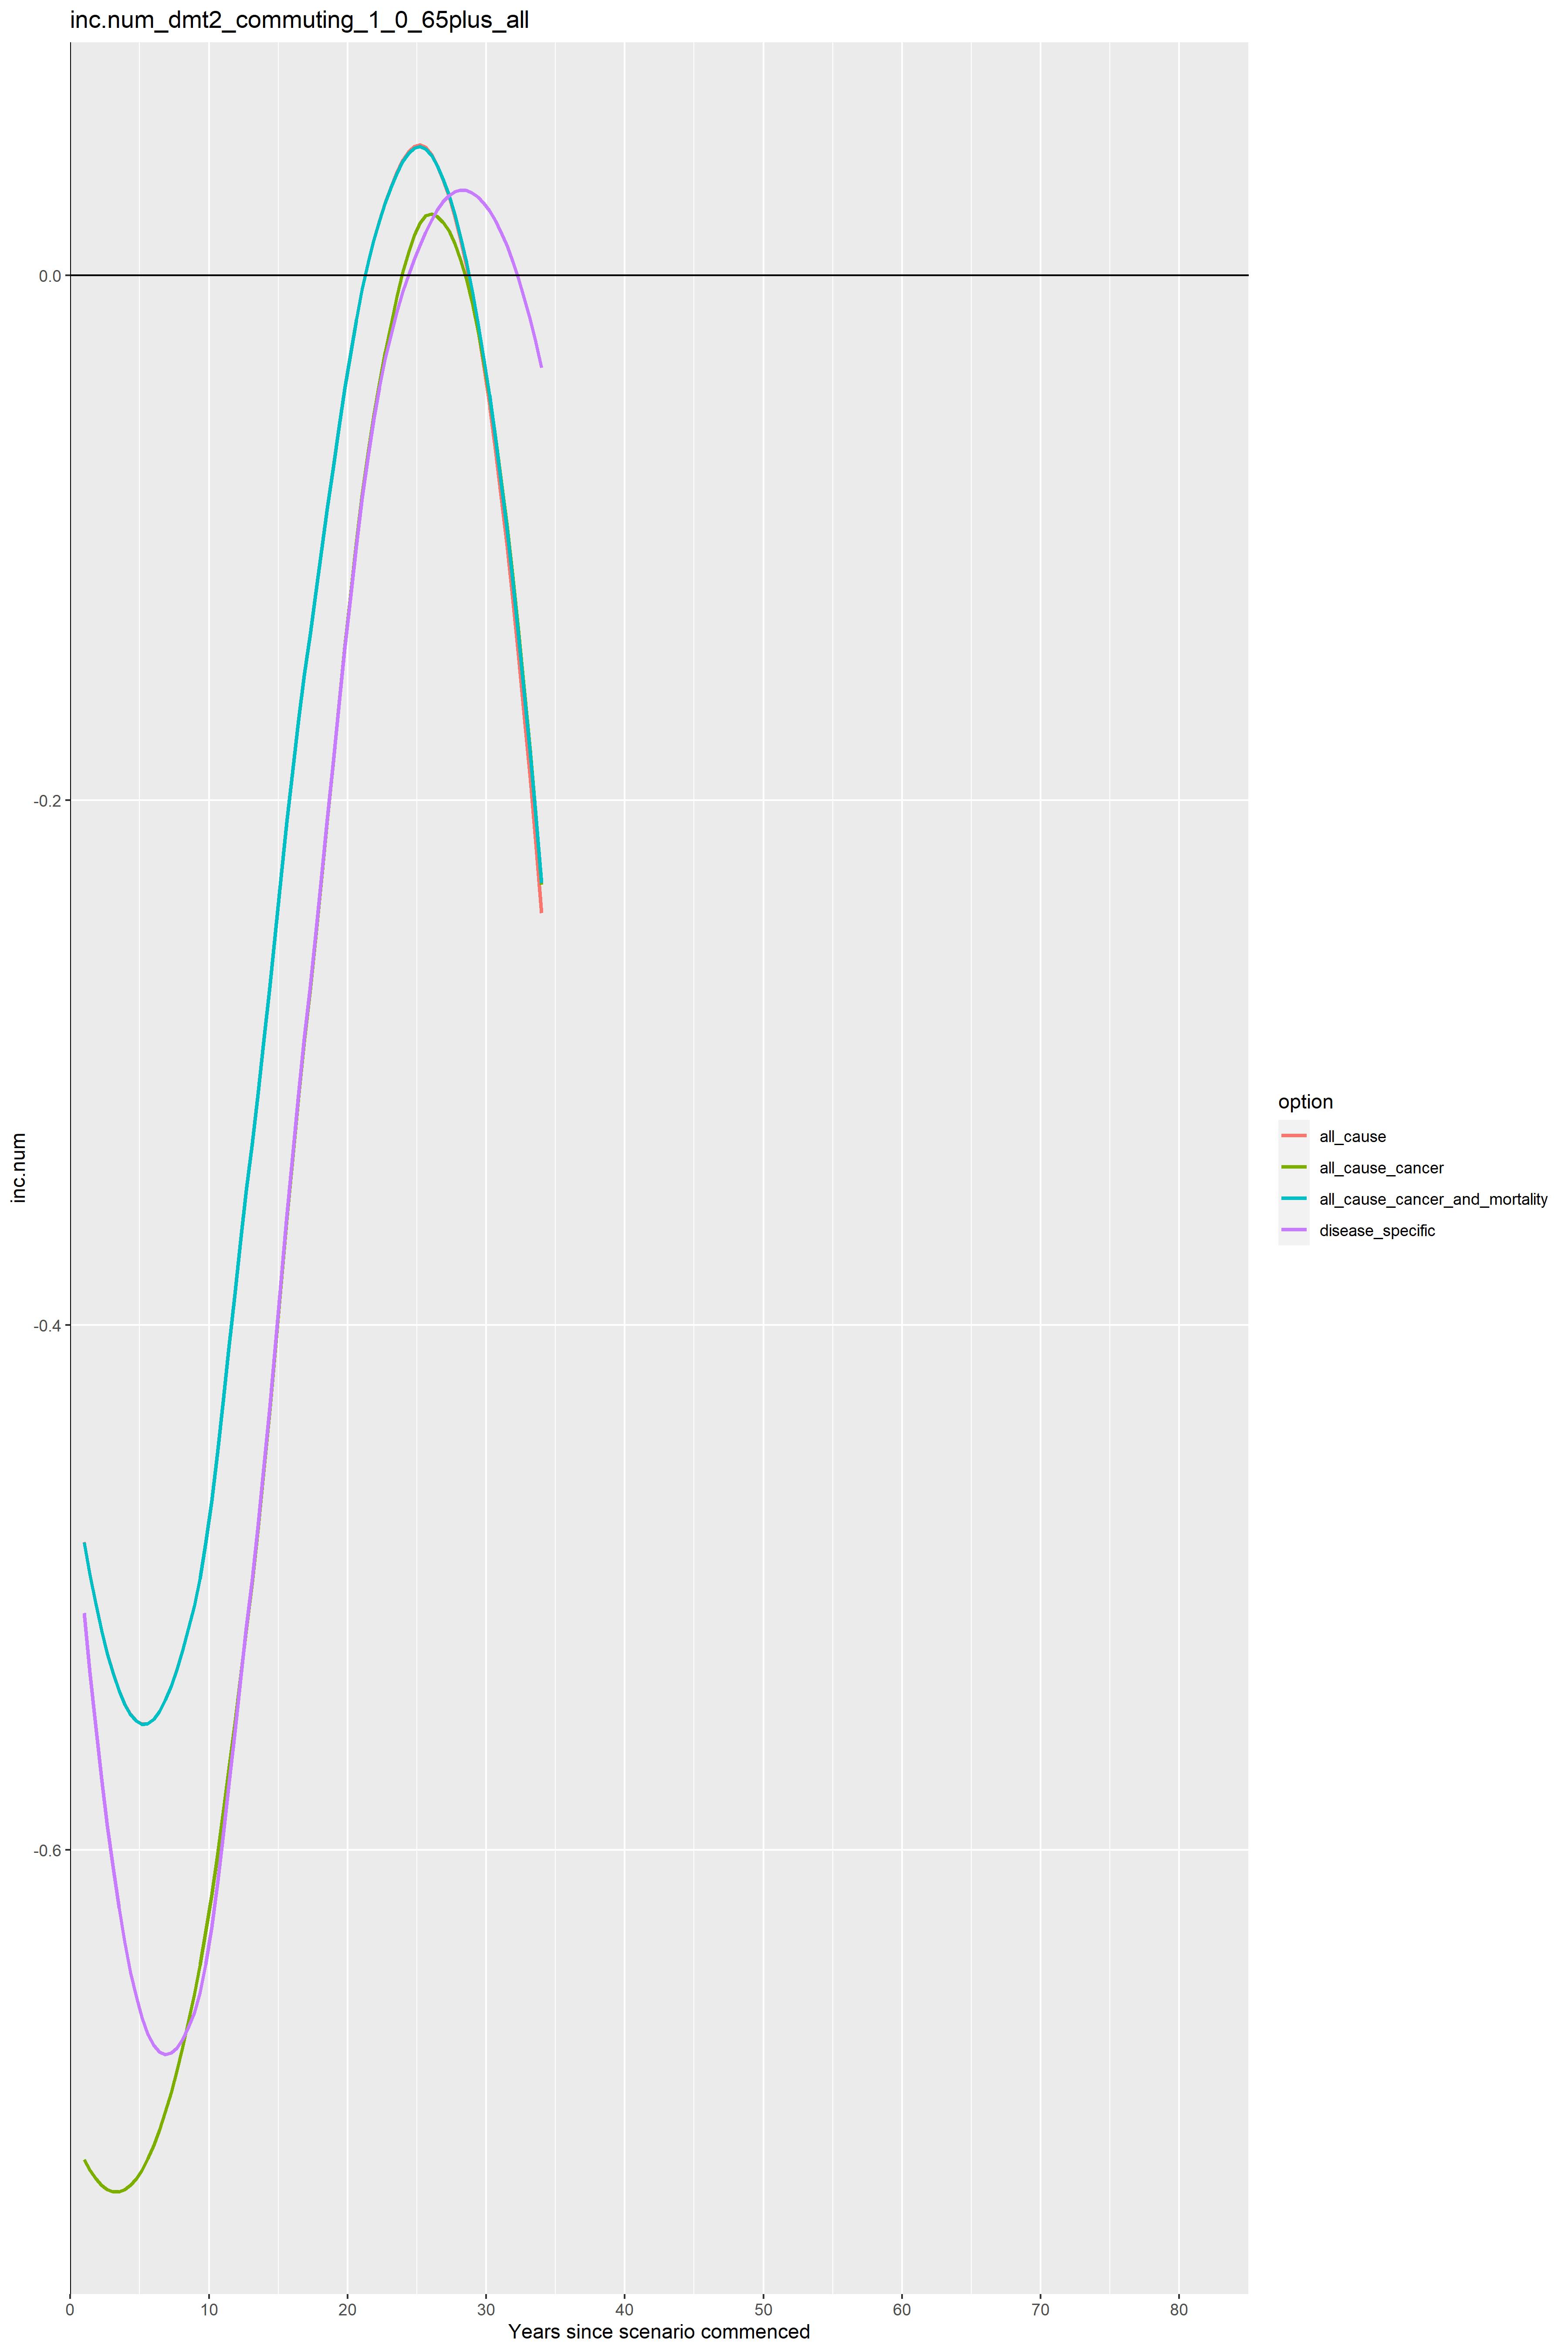 inc.num_dmt2_commuting_1_0_65plus_all
0.0
-0.2
-0.4
-0.6
inc.num
0 10 20 30 40 50 60 70 80
Years since scenario commenced
option
all_cause
all_cause_cancer
all_cause_cancer_and_mortality
disease_specific